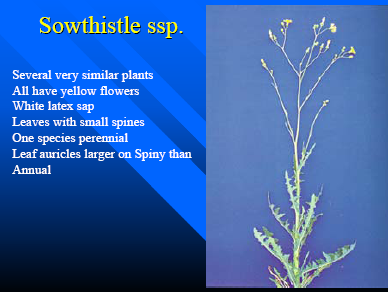 Sowthistle ssp.
Several very similar plants
All have yellow flowers
White latex sap
Leaves with small spines
One species perennial
Leaf auricles larger on Spiny than
Annual